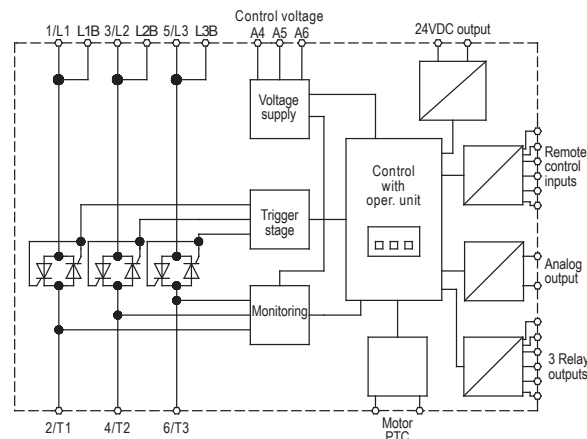 Control voltage
1/L1 L1B 3/L2 L2B 5/L3 L3B A4 A5 A6 24VDC output
Voltage
supply
Remote
control
inputs
Control
with
oper. unit
Trigger
stage
Analog
output
Monitoring
3 Relay
outputs
2/T1 4/T2 6/T3 Motor
PTC